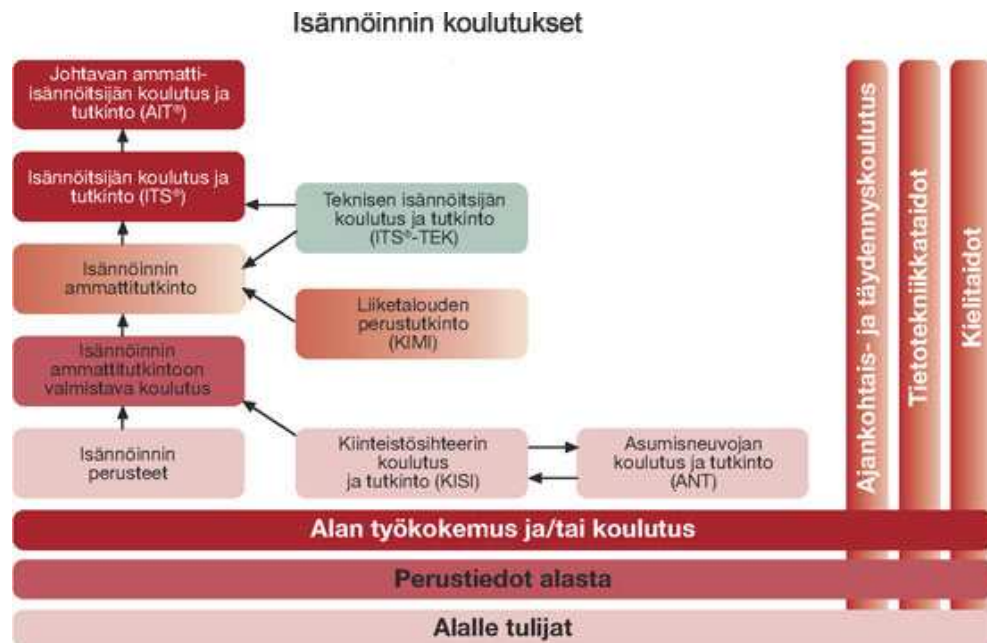 Isännöinnin koulutukset
Johtavan ammatti-
isännöitsijän koulutus ja
tutkinto (AIT®)
Isännöitsijän koulutus ja
tutkinto (ITS®)
Teknisen isännöitsijän
koulutus ja tutkinto
(ITS®-TEK)
Isännöinnin
ammattitutkinto
Liiketalouden
perustutkinto
(KIMI)
Isännöinnin
ammattitutkintoon
valmistava koulutus
Isännöinnin
perusteet
Kiinteistösihteerin
koulutus
ja tutkinto (KISI)
Asumisneuvojan
koulutus ja tutkinto
(ANT)
Ajankohtais- ja täydennyskoulutus
Tietotekniikkataidot
Kielitaidot
Alan työkokemus ja/tai koulutus
Perustiedot alasta
Alalle tulijat